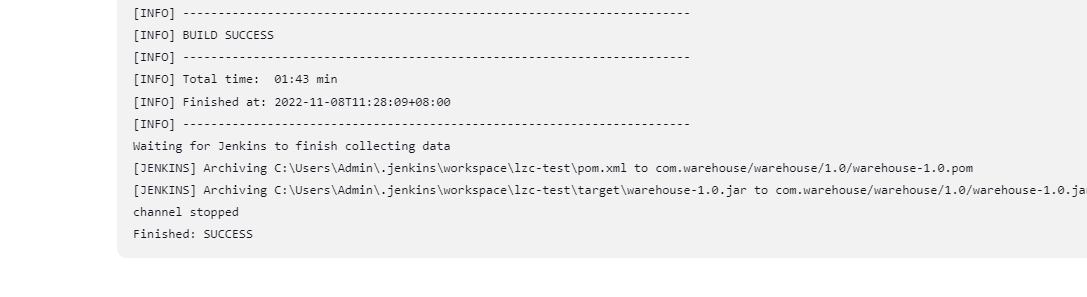 [INFO] ------------------------------------------------------------------------
[INFO] BUILD SUCCESS
[INFO] ------------------------------------------------------------------------
[INFO] Total time:  01:43 min
[INFO] Finished at: 2022-11-08T11:28:09+08:00
[INFO] ------------------------------------------------------------------------
Waiting for Jenkins to finish collecting data
[JENKINS] Archiving C:\Users\Admin\.jenkins\workspace\lzc-test\pom.xml to com.warehouse/warehouse/1.0/warehouse-1.0.pom
[JENKINS] Archiving C:\Users\Admin\.jenkins\workspace\lzc-test\target\warehouse-1.0.jar to com.warehouse/warehouse/1.0/warehouse-1.0.ja
channel stopped
Finished: SUCCESS